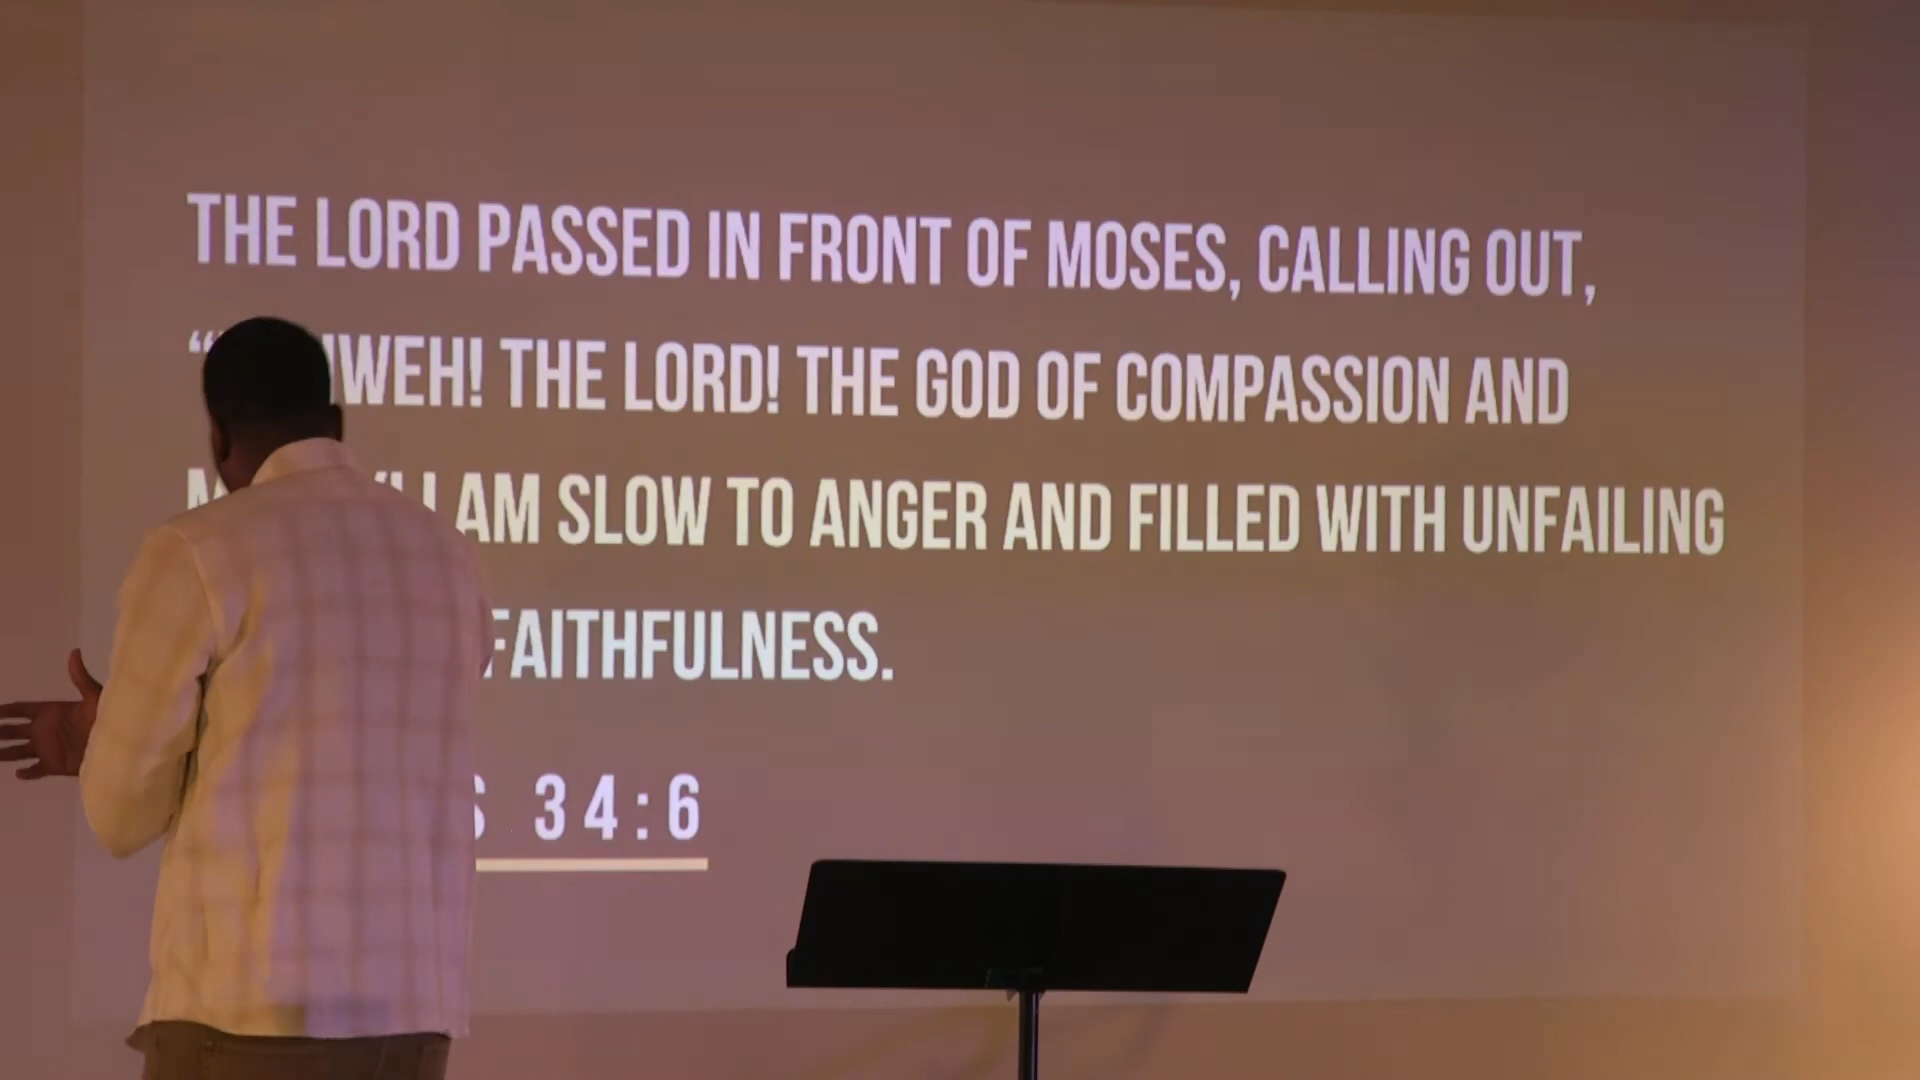 THE LORD PASSED IN FRONT OF MOSES, CALLING OUT,
THE LORD! THE GOD OF COMPASSION AND
I AM SLOW TO ANGER AND FILLED WITH UNFAILING
FAITHFULNESS.
34:6